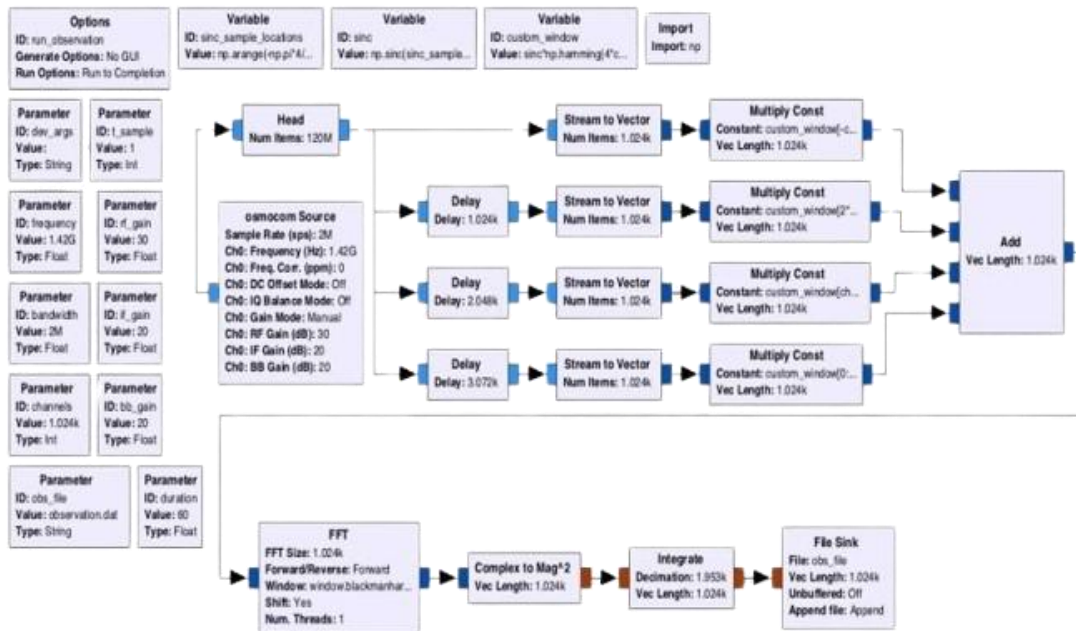 Options
ID: run_observation
Generate Options: No GUI
Run Options: Run to Completion
Variable
ID: sinc_sample_locations
Value: np.arange(-np.pi*4/...
Variable
ID: sinc
Value: np.sinc(sinc_sample...
Variable
ID: custom_window
Value: sinc*np.hamming(4*c...
Import
Import: np
Parameter
ID: dev_args
Value:
Type: String
Parameter
ID: t_sample
Value: 1
Type: Int
Parameter
ID: frequency
Value: 1.42G
Type: Float
Parameter
ID: rf_gain
Value: 30
Type: Float
Parameter
ID: bandwidth
Value: 2M
Type: Float
Parameter
ID: if_gain
Value: 20
Type: Float
Parameter
ID: channels
Value: 1.024k
Type: Int
Parameter
ID: bb_gain
Value: 20
Type: Float
Parameter
ID: obs_file
Value: observation.dat
Type: String
Parameter
ID: duration
Value: 60
Type: Float
Head
Num Items: 120M
osmocom Source
Sample Rate (sps): 2M
Ch0: Frequency (Hz): 1.42G
Ch0: Freq. Corr. (ppm): 0
Ch0: DC Offset Mode: Off
Ch0: IQ Balance Mode: Off
Ch0: Gain Mode: Manual
Ch0: RF Gain (dB): 30
Ch0: IF Gain (dB): 20
Ch0: BB Gain (dB): 20
Stream to Vector
Num Items: 1.024k
Multiply Const
Constant: custom_window[-c...
Vec Length: 1.024k
Delay
Delay: 1.024k
Stream to Vector
Num Items: 1.024k
Multiply Const
Constant: custom_window[2*...
Vec Length: 1.024k
Delay
Delay: 2.048k
Stream to Vector
Num Items: 1.024k
Multiply Const
Constant: custom_window[ch...
Vec Length: 1.024k
Delay
Delay: 3.072k
Stream to Vector
Num Items: 1.024k
Multiply Const
Constant: custom_window[0:...
Vec Length: 1.024k
Add
Vec Length: 1.024k
FFT
FFT Size: 1.024k
Forward/Reverse: Forward
Window: window.blackmanhar...
Shift: Yes
Num. Threads: 1
Complex to Mag^2
Vec Length: 1.024k
Integrate
Decimation: 1.953k
Vec Length: 1.024k
File Sink
File: obs_file
Vec Length: 1.024k
Unbuffered: Off
Append file: Append